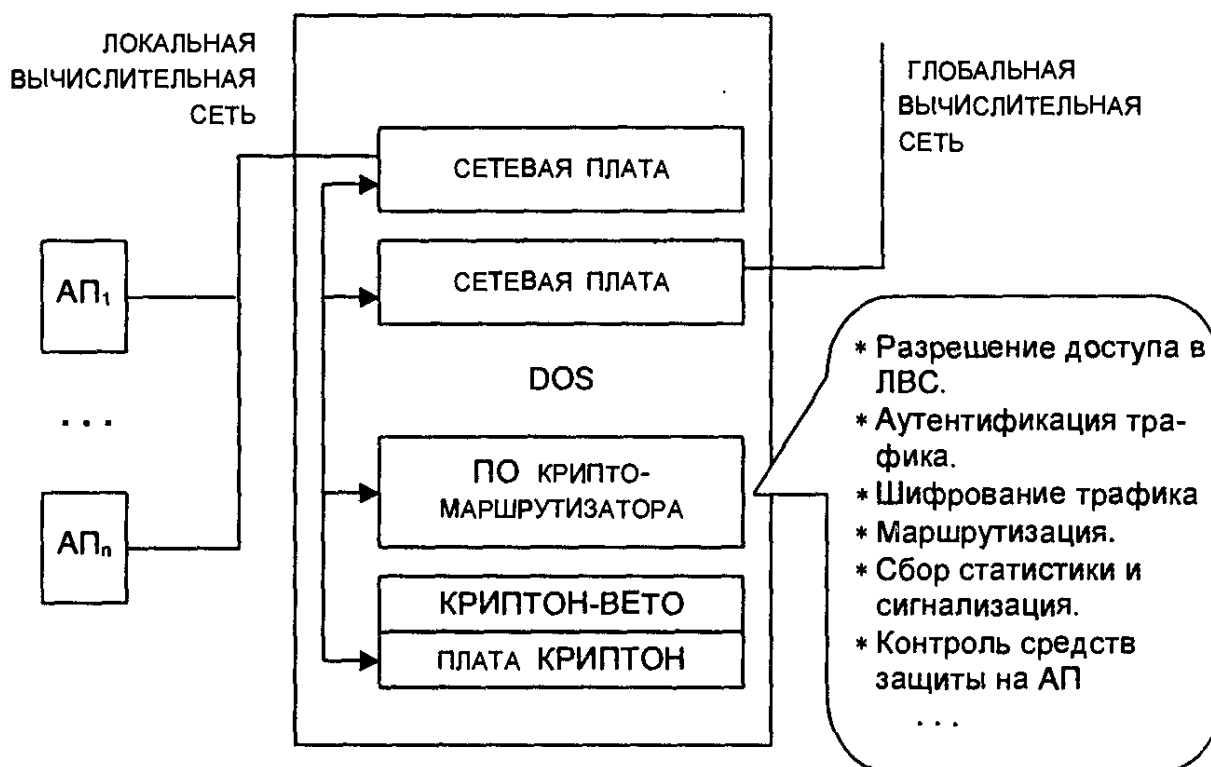 ЛОКАЛЬНАЯ
ВЫЧИСЛИТЕЛЬНАЯ
СЕТЬ
ГЛОБАЛЬНАЯ
ВЫЧИСЛИТЕЛЬНАЯ
СЕТЬ
СЕТЕВАЯ ПЛАТА
АП₁
СЕТЕВАЯ ПЛАТА
DOS
. . .
ПО КРИПТО-
МАРШРУТИЗАТОРА
АПₙ
КРИПТОН-ВЕТО
ПЛАТА КРИПТОН
* Разрешение доступа в
ЛВС.
* Аутентификация тра-
фика.
* Шифрование трафика
* Маршрутизация.
* Сбор статистики и
сигнализация.
* Контроль средств
защиты на АП
. . .